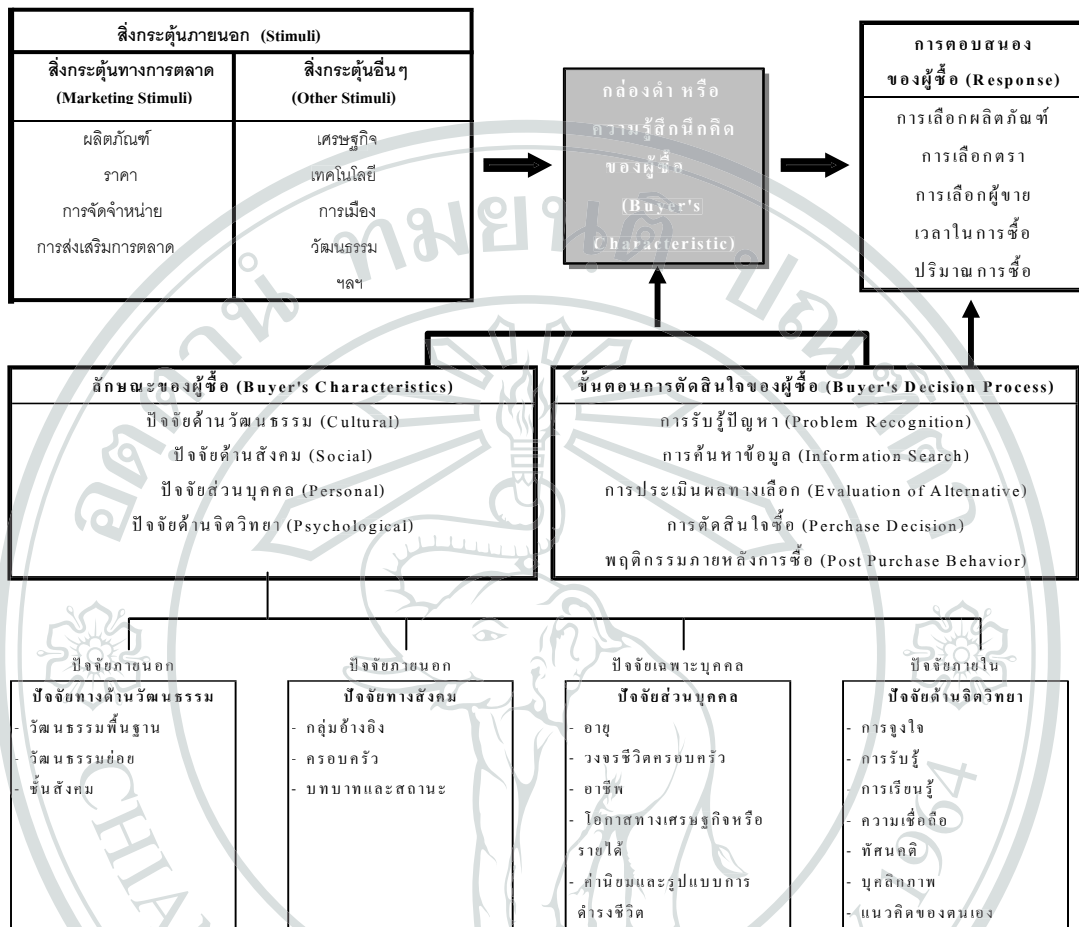 สิ่งกระตุ้นภายนอก (Stimuli)
สิ่งกระตุ้นทางการตลาด
(Marketing Stimuli)
ผลิตภัณฑ์
ราคา
การจัดจำหน่าย
การส่งเสริมการตลาด
สิ่งกระตุ้นอื่นๆ
(Other Stimuli)
เศรษฐกิจ
เทคโนโลยี
การเมือง
วัฒนธรรม
ฯลฯ
กล่องดำ หรือ
ความรู้สึกนึกคิด
ของผู้ซื้อ
(Buyer's
Characteristic)
การตอบสนอง
ของผู้ซื้อ (Response)
การเลือกผลิตภัณฑ์
การเลือกตรา
การเลือกผู้ขาย
เวลาในการซื้อ
ปริมาณการซื้อ
ลักษณะของผู้ซื้อ (Buyer's Characteristics)
ปัจจัยด้านวัฒนธรรม (Cultural)
ปัจจัยด้านสังคม (Social)
ปัจจัยส่วนบุคคล (Personal)
ปัจจัยด้านจิตวิทยา (Psychological)
ขั้นตอนการตัดสินใจของผู้ซื้อ (Buyer's Decision Process)
การรับรู้ปัญหา (Problem Recognition)
การค้นหาข้อมูล (Information Search)
การประเมินผลทางเลือก (Evaluation of Alternative)
การตัดสินใจซื้อ (Perchase Decision)
พฤติกรรมภายหลังการซื้อ (Post Purchase Behavior)
ปัจจัยภายนอก
ปัจจัยทางด้านวัฒนธรรม
- วัฒนธรรมพื้นฐาน
- วัฒนธรรมย่อย
- ชั้นสังคม
ปัจจัยภายนอก
ปัจจัยทางสังคม
- กลุ่มอ้างอิง
- ครอบครัว
- บทบาทและสถานะ
ปัจจัยเฉพาะบุคคล
ปัจจัยส่วนบุคคล
- อายุ
- วงจรชีวิตครอบครัว
- อาชีพ
- โอกาสทางเศรษฐกิจหรือ
รายได้
- ค่านิยมและรูปแบบการ
ดำรงชีวิต
ปัจจัยภายใน
ปัจจัยด้านจิตวิทยา
- การจูงใจ
- การรับรู้
- การเรียนรู้
- ความเชื่อถือ
- ทัศนคติ
- บุคลิกภาพ
- แนวคิดของตนเอง
1964